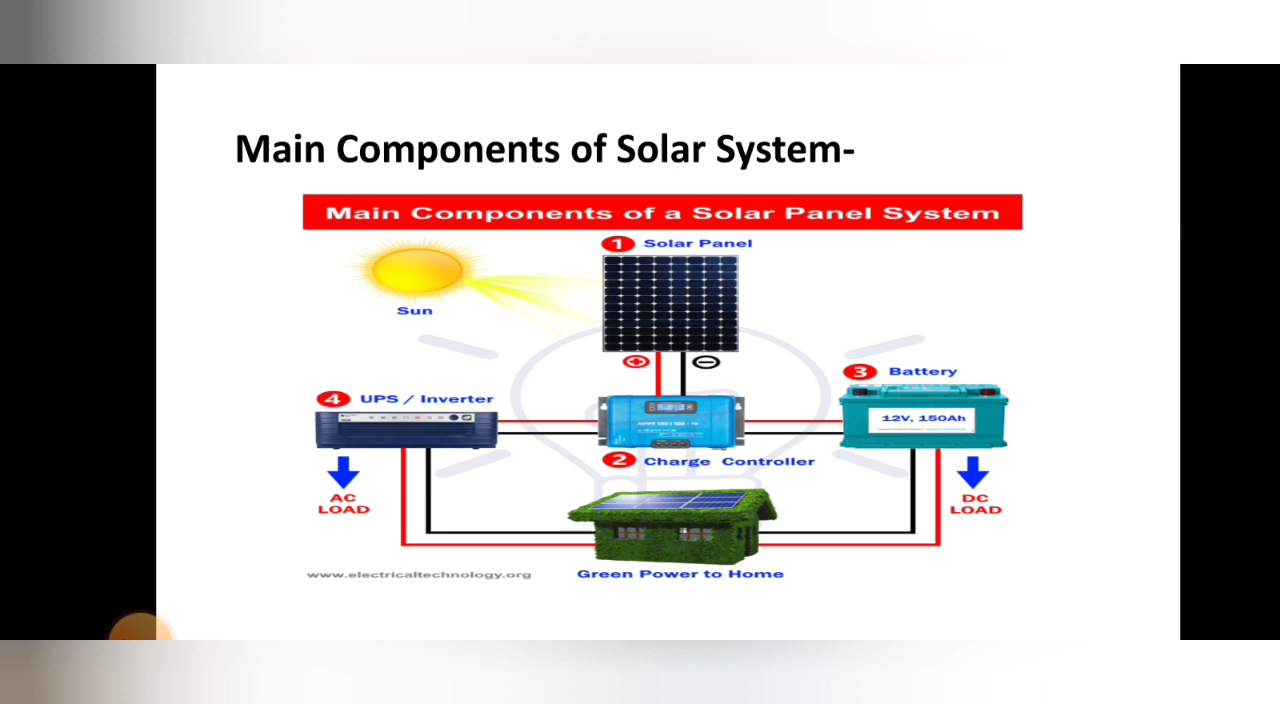 Main Components of Solar System-
Main Components of a Solar Panel System
1 Solar Panel
Sun
+ −
3 Battery
4 UPS / Inverter
12V, 150Ah
2 Charge Controller
AC
LOAD
DC
LOAD
www.electricaltechnology.org
Green Power to Home